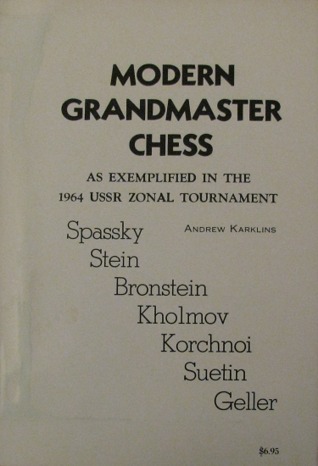 MODERN
GRANDMASTER
CHESS
AS EXEMPLIFIED IN THE
1964 USSR ZONAL TOURNAMENT
Spassky
ANDREW KARKLINS
Stein
Bronstein
Kholmov
Korchnoi
Suetin
Geller
$6.95